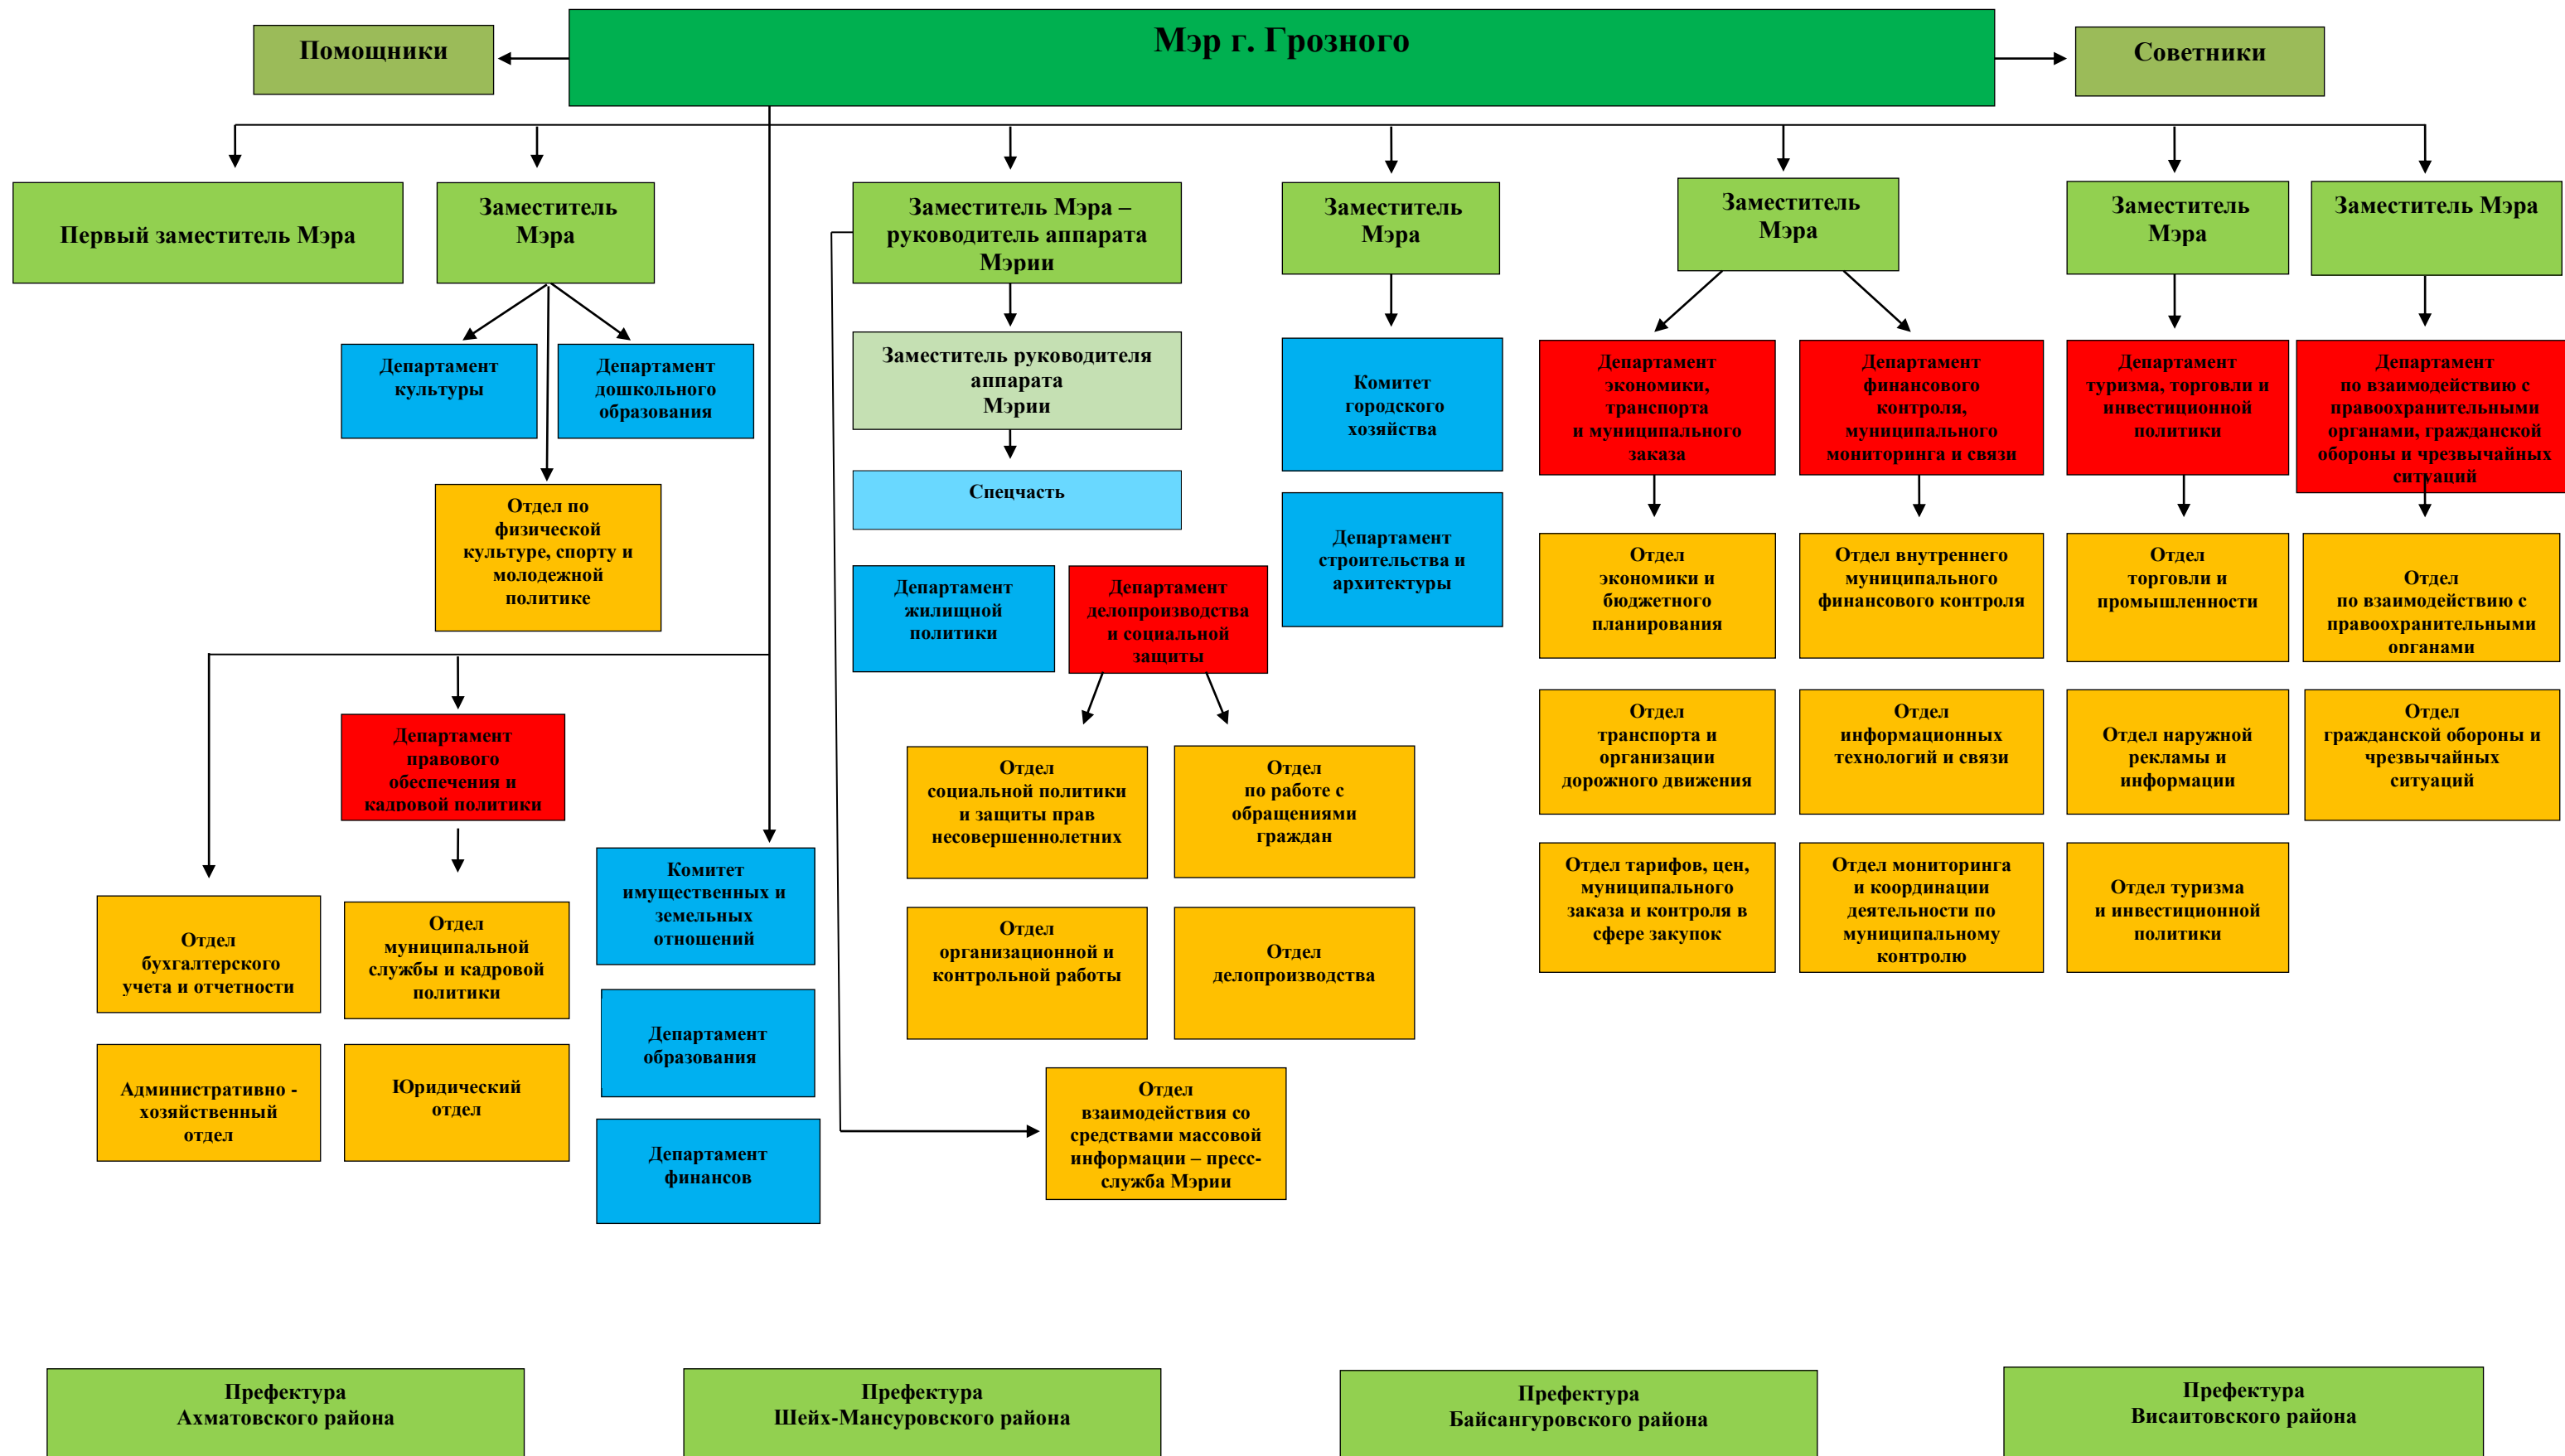 Мэр г. Грозного
Помощники
Советники
Первый заместитель Мэра
Заместитель
Мэра
Заместитель Мэра –
руководитель аппарата
Мэрии
Заместитель
Мэра
Заместитель
Мэра
Заместитель
Мэра
Заместитель Мэра
Департамент
культуры
Департамент
дошкольного
образования
Отдел по
физической
культуре, спорту и
молодежной
политике
Заместитель руководителя
аппарата
Мэрии
Спецчасть
Департамент
жилищной
политики
Департамент
делопроизводства
и социальной
защиты
Комитет
городского
хозяйства
Департамент
строительства и
архитектуры
Департамент
экономики,
транспорта
и муниципального
заказа
Департамент
финансового
контроля,
муниципального
мониторинга и связи
Департамент
туризма, торговли и
инвестиционной
политики
Департамент
по взаимодействию с
правоохранительными
органами, гражданской
обороны и чрезвычайных
ситуаций
Отдел
экономики и
бюджетного
планирования
Отдел внутреннего
муниципального
финансового контроля
Отдел
торговли и
промышленности
Отдел
по взаимодействию с
правоохранительными
органами
Отдел
транспорта и
организации
дорожного движения
Отдел
информационных
технологий и связи
Отдел наружной
рекламы и
информации
Отдел
гражданской обороны и
чрезвычайных
ситуаций
Отдел тарифов, цен,
муниципального
заказа и контроля в
сфере закупок
Отдел мониторинга
и координации
деятельности по
муниципальному
контролю
Отдел туризма
и инвестиционной
политики
Департамент
правового
обеспечения и
кадровой политики
Отдел
социальной политики
и защиты прав
несовершеннолетних
Отдел
по работе с
обращениями
граждан
Отдел
организационной и
контрольной работы
Отдел
делопроизводства
Отдел
взаимодействия со
средствами массовой
информации – пресс-
служба Мэрии
Комитет
имущественных и
земельных
отношений
Департамент
образования
Департамент
финансов
Отдел
бухгалтерского
учета и отчетности
Отдел
муниципальной
службы и кадровой
политики
Административно -
хозяйственный
отдел
Юридический
отдел
Префектура
Ахматовского района
Префектура
Шейх-Мансуровского района
Префектура
Байсангуровского района
Префектура
Висаитовского района